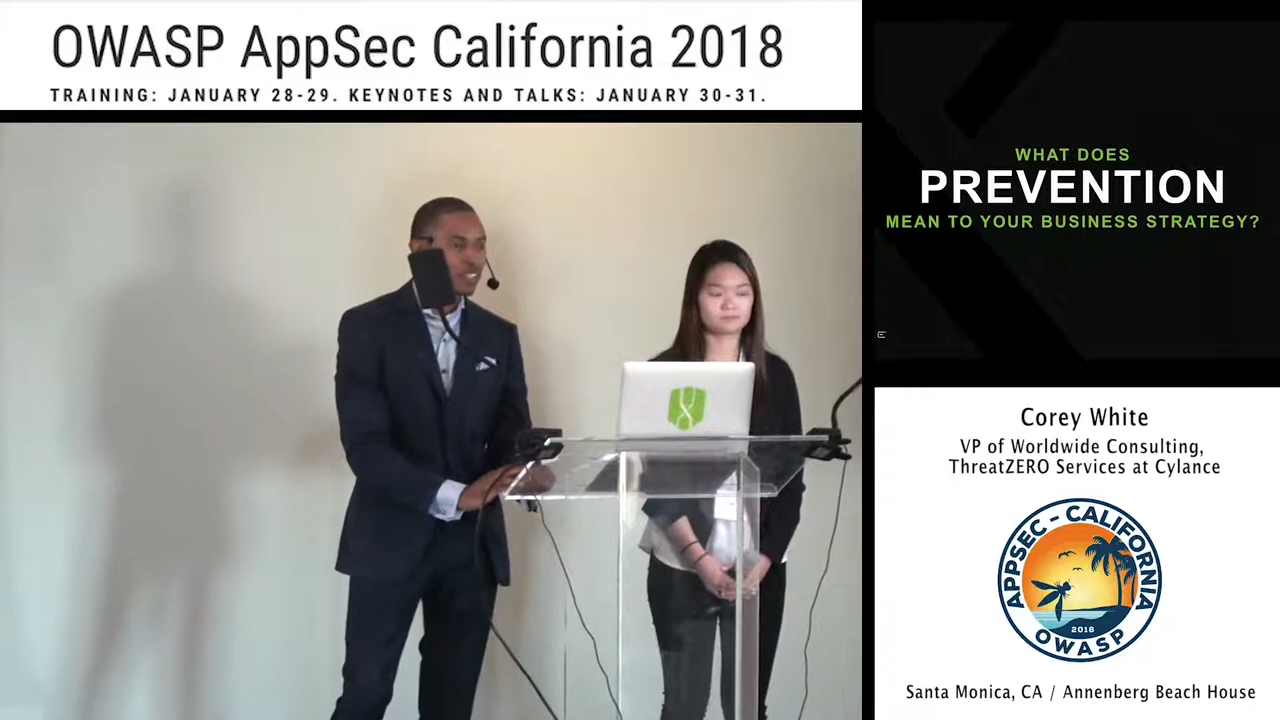 OWASP AppSec California 2018
TRAINING: JANUARY 28-29. KEYNOTES AND TALKS: JANUARY 30-31.
WHAT DOES
PREVENTION
MEAN TO YOUR BUSINESS STRATEGY?
Corey White
VP of Worldwide Consulting,
ThreatZERO Services at Cylance
APPSEC - CALIFORNIA
2018
OWASP
Santa Monica, CA / Annenberg Beach House